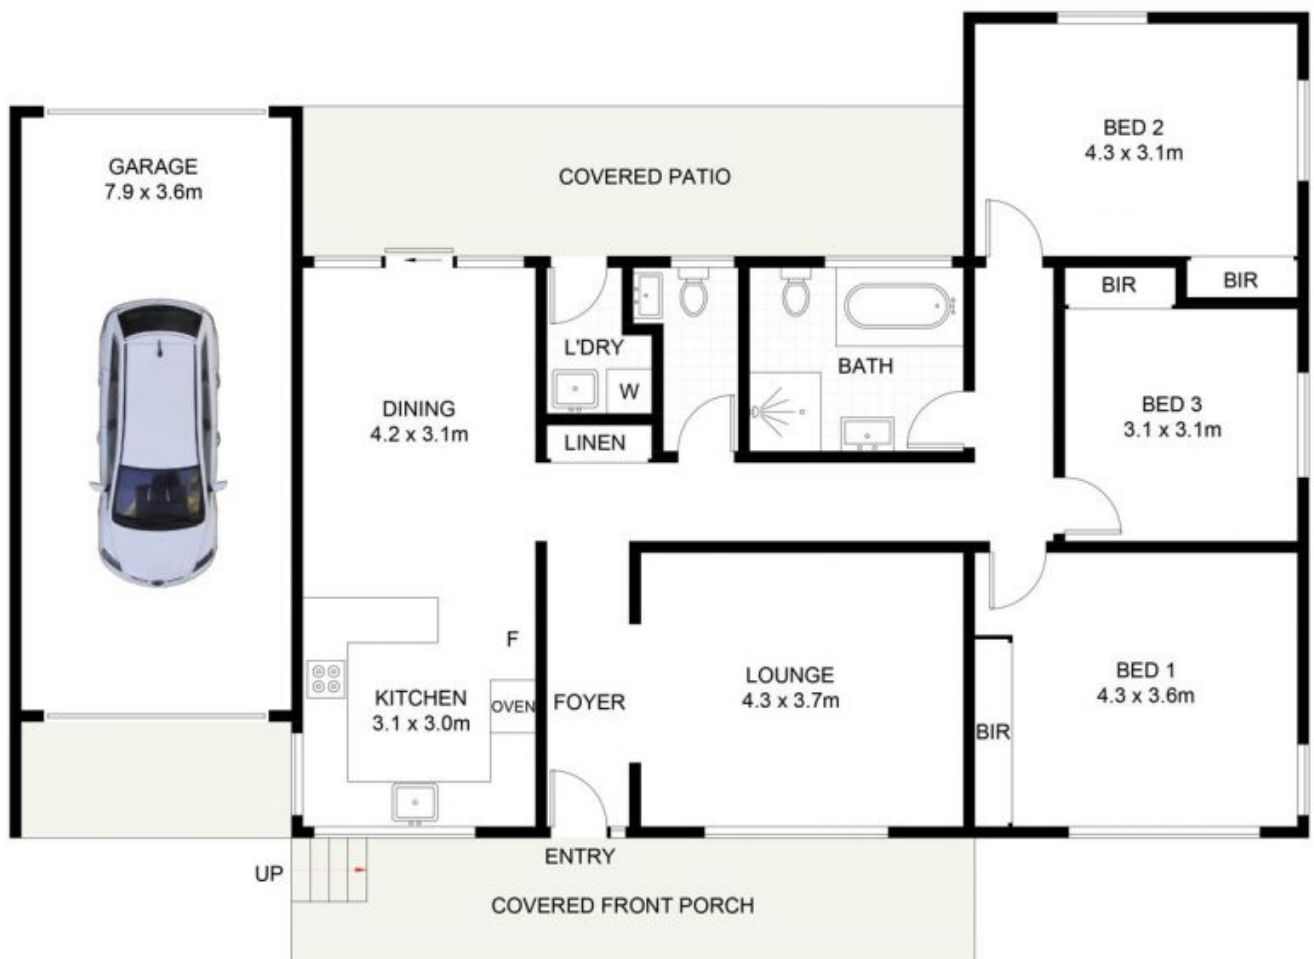 BED 2
4.3 x 3.1m
GARAGE
7.9 x 3.6m
COVERED PATIO
BIR
BIR
L'DRY
W
BATH
DINING
4.2 x 3.1m
BED 3
3.1 x 3.1m
LINEN
F
KITCHEN
3.1 x 3.0m
OVEN
FOYER
LOUNGE
4.3 x 3.7m
BED 1
4.3 x 3.6m
BIR
ENTRY
UP
COVERED FRONT PORCH